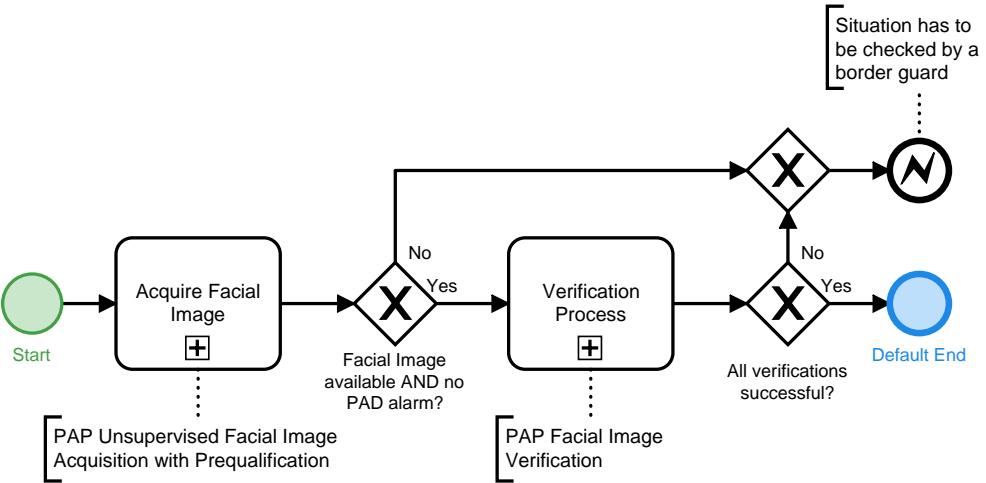 Situation has to
be checked by a
border guard
No
No
Yes
Yes
Acquire Facial
Image
Verification
Process
Start
Default End
Facial Image
available AND no
PAD alarm?
All verifications
successful?
PAP Unsupervised Facial Image
Acquisition with Prequalification
PAP Facial Image
Verification